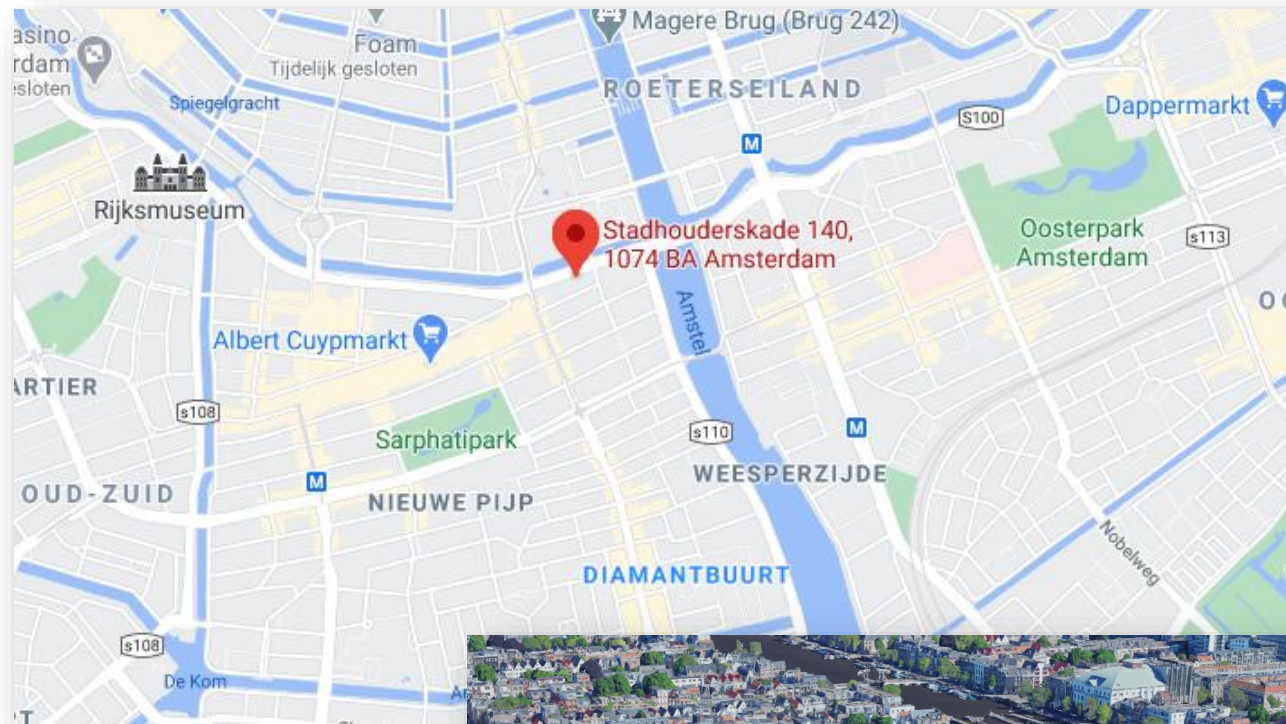 asino
rdam
esloten
Foam
Tijdelijk gesloten
Magere Brug (Brug 242)
ROETERSEILAND
Spiegelgracht
S100
Dappermarkt
M
Rijksmuseum
Stadhouderskade 140,
1074 BA Amsterdam
Oosterpark
Amsterdam
s113
Amstel
Albert Cuypmarkt
ARTIER
s108
Sarphatipark
s110
M
WEESPERZIJDE
M
OUD-ZUID
NIEUWE PIJP
Nobelweg
DIAMANTBUURT
s108
De Kom